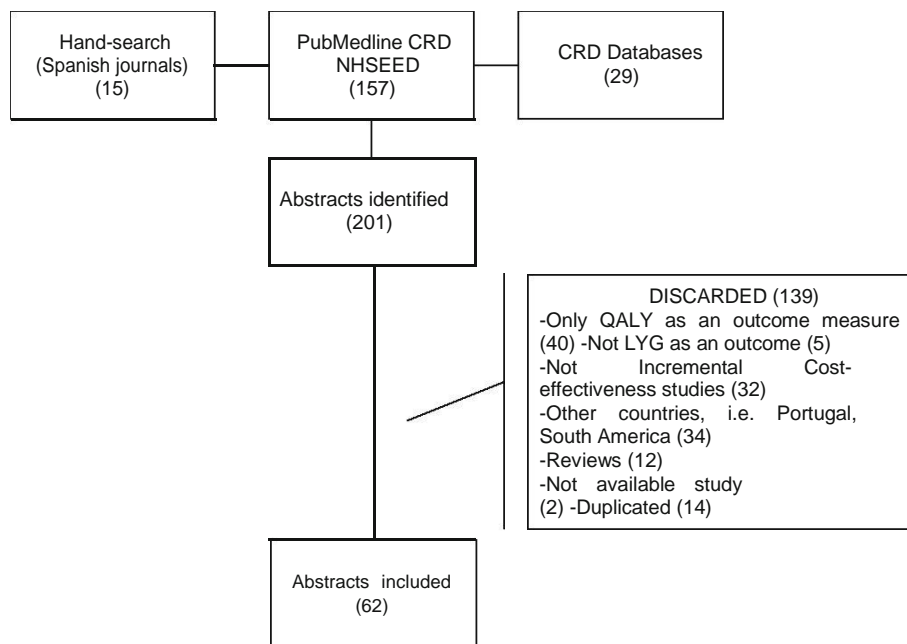 Hand-search
(Spanish journals)
(15)
PubMedline CRD
NHSEED
(157)
CRD Databases
(29)
Abstracts identified
(201)
DISCARDED (139)
-Only QALY as an outcome measure
(40) -Not LYG as an outcome (5)
-Not Incremental Cost-
effectiveness studies (32)
-Other countries, i.e. Portugal,
South America (34)
-Reviews (12)
-Not available study
(2) -Duplicated (14)
Abstracts included
(62)